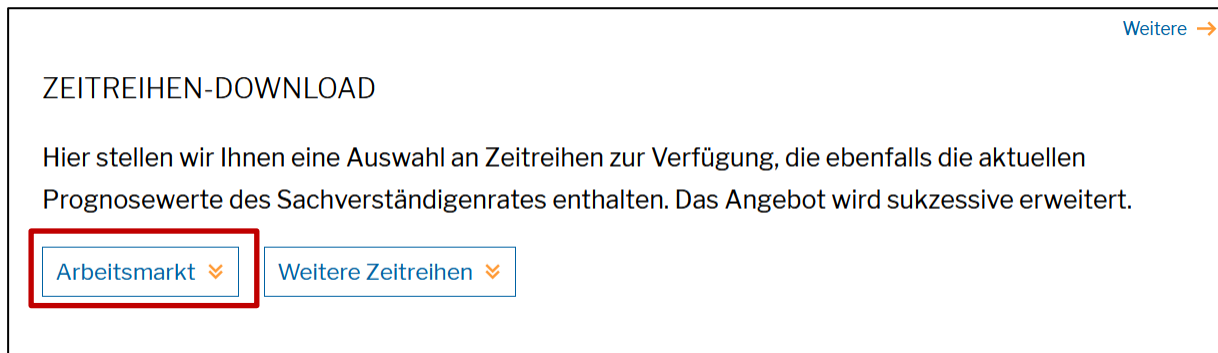 Weitere →
ZEITREIHEN-DOWNLOAD
Hier stellen wir Ihnen eine Auswahl an Zeitreihen zur Verfügung, die ebenfalls die aktuellen
Prognosewerte des Sachverständigenrates enthalten. Das Angebot wird sukzessive erweitert.
Arbeitsmarkt Weitere Zeitreihen